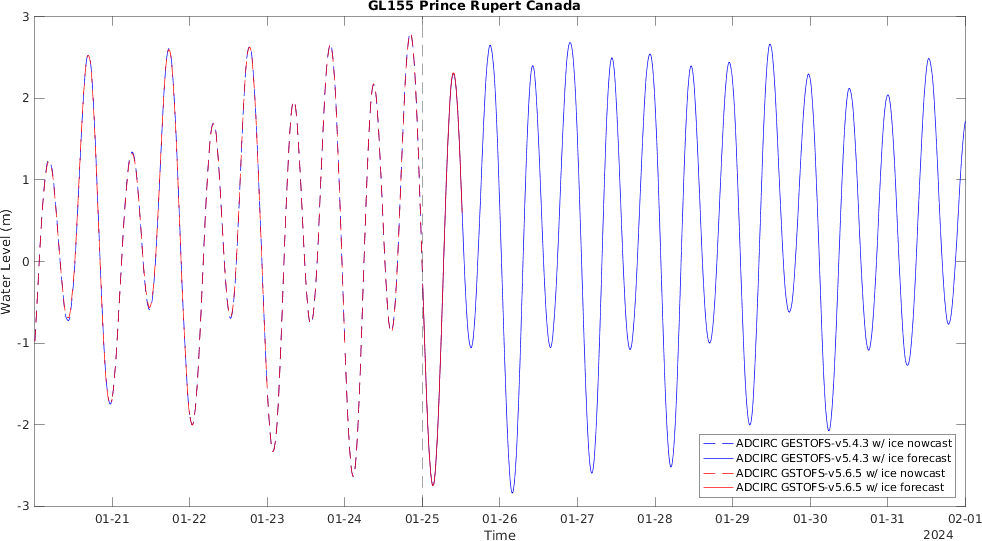 GL155 Prince Rupert Canada
3
2
1
0
-1
-2
-3
Water Level (m)
ADCIRC GESTOFS-v5.4.3 w/ ice nowcast
ADCIRC GESTOFS-v5.4.3 w/ ice forecast
ADCIRC GSTOFS-v5.6.5 w/ ice nowcast
ADCIRC GSTOFS-v5.6.5 w/ ice forecast
01-21 01-22 01-23 01-24 01-25 01-26 01-27 01-28 01-29 01-30 01-31 02-01
Time 2024